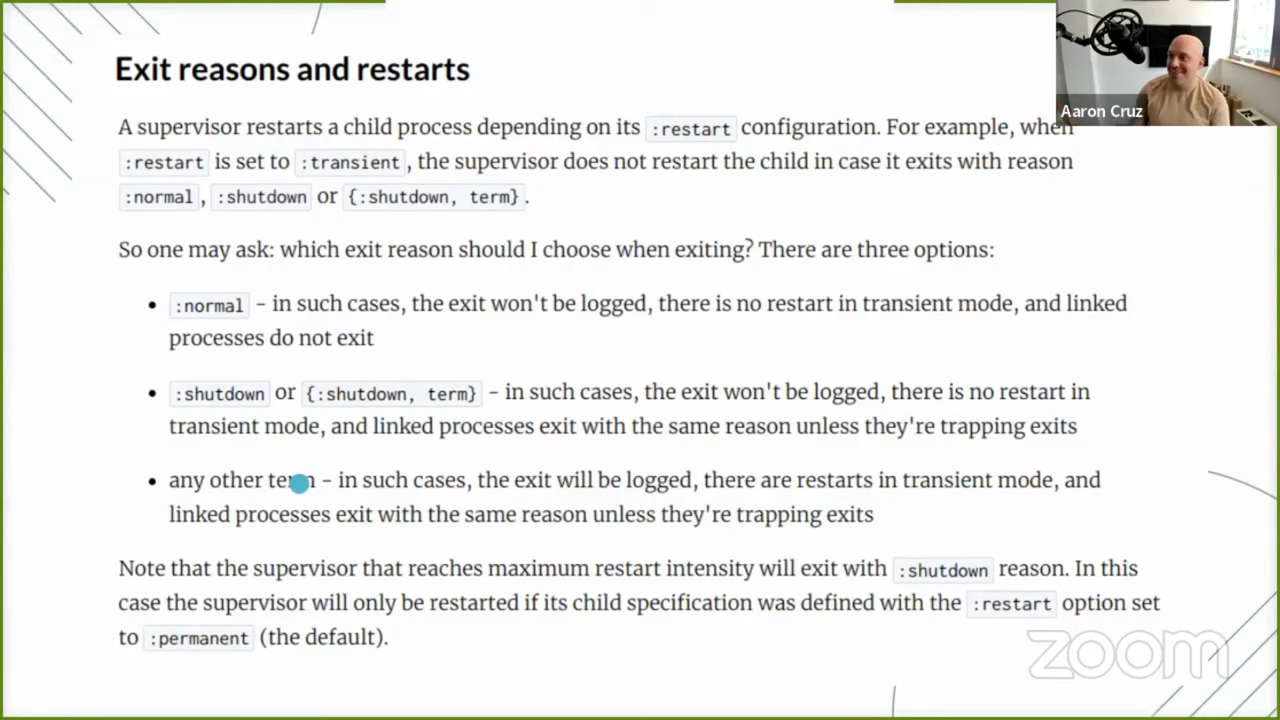 Exit reasons and restarts
Aaron Cruz
A supervisor restarts a child process depending on its :restart configuration. For example, when
:restart is set to :transient, the supervisor does not restart the child in case it exits with reason
:normal, :shutdown or {:shutdown, term}.
So one may ask: which exit reason should I choose when exiting? There are three options:
• :normal - in such cases, the exit won't be logged, there is no restart in transient mode, and linked
processes do not exit
• :shutdown or {:shutdown, term} - in such cases, the exit won't be logged, there is no restart in
transient mode, and linked processes exit with the same reason unless they're trapping exits
• any other term - in such cases, the exit will be logged, there are restarts in transient mode, and
linked processes exit with the same reason unless they're trapping exits
Note that the supervisor that reaches maximum restart intensity will exit with :shutdown reason. In this
case the supervisor will only be restarted if its child specification was defined with the :restart option set
to :permanent (the default).
zoom